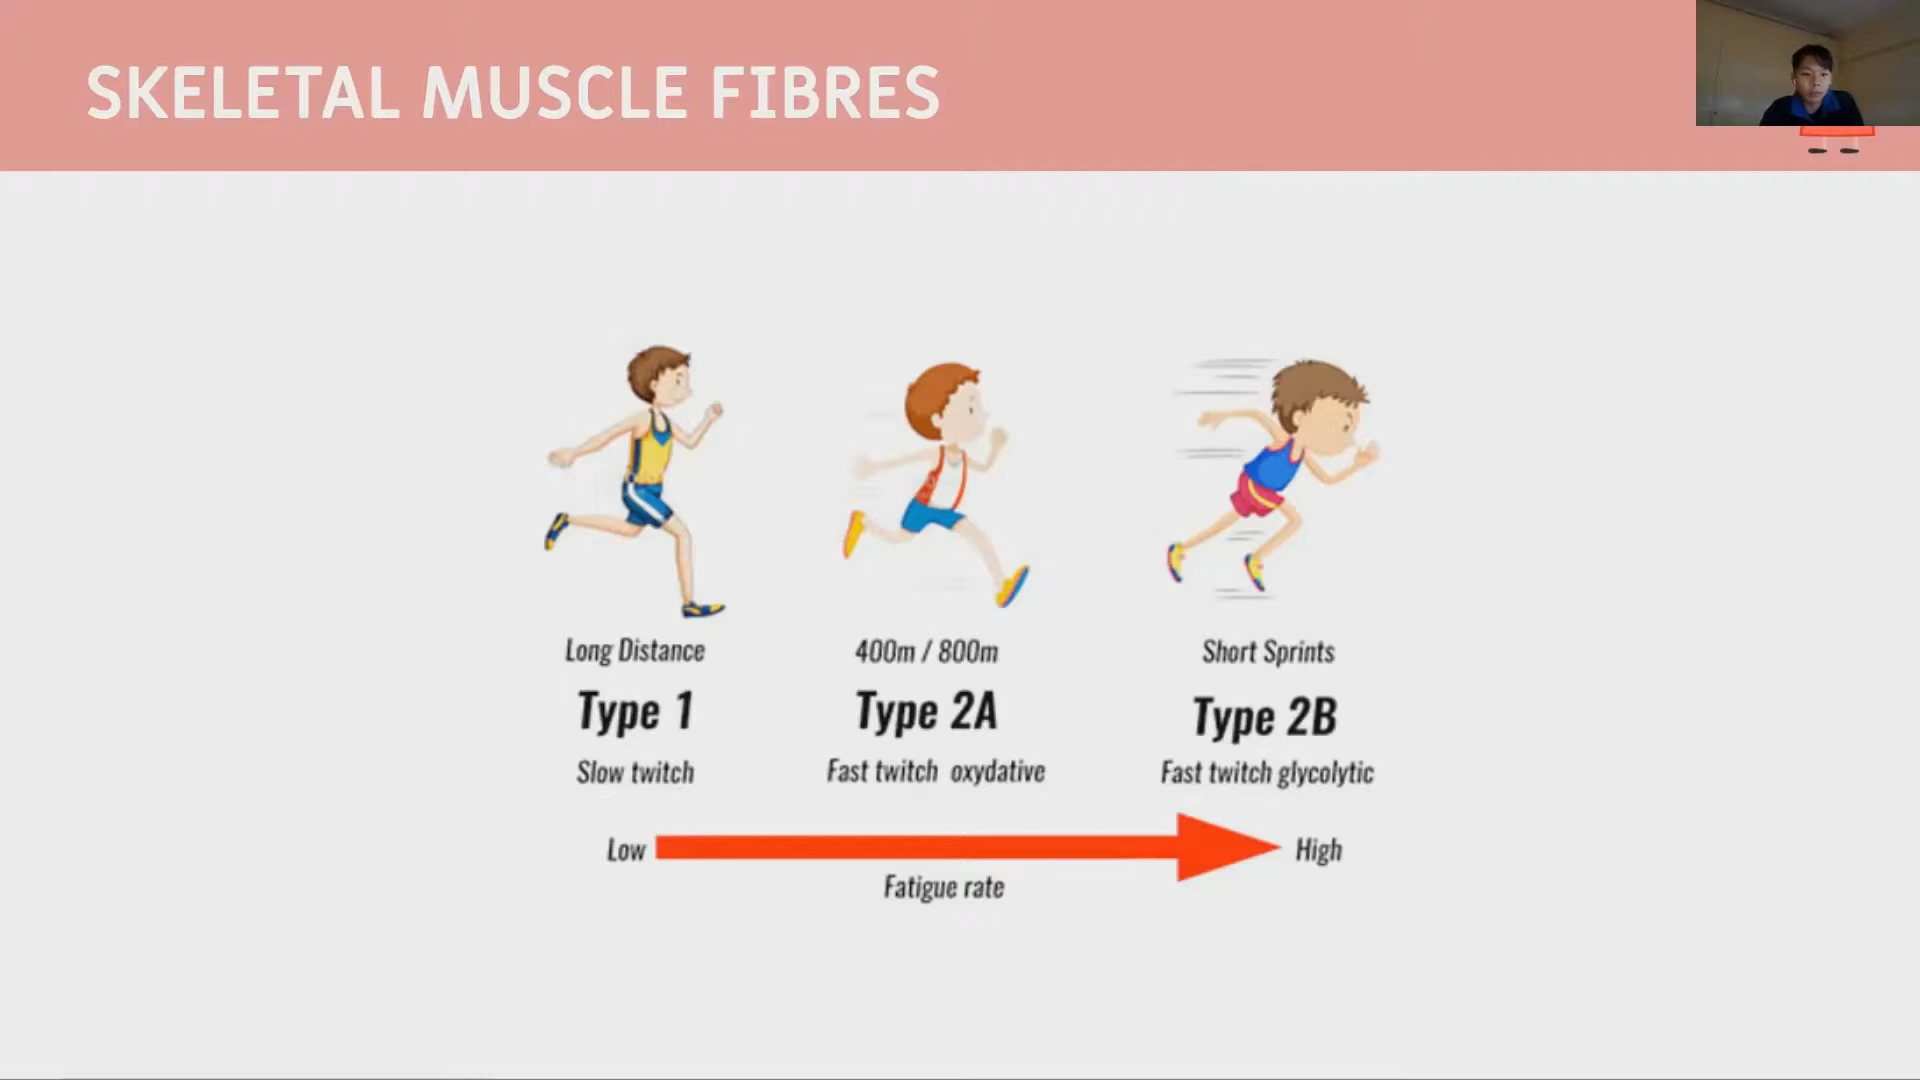 SKELETAL MUSCLE FIBRES
Long Distance
Type 1
Slow twitch
400m / 800m
Type 2A
Fast twitch oxydative
Short Sprints
Type 2B
Fast twitch glycolytic
Low
High
Fatigue rate